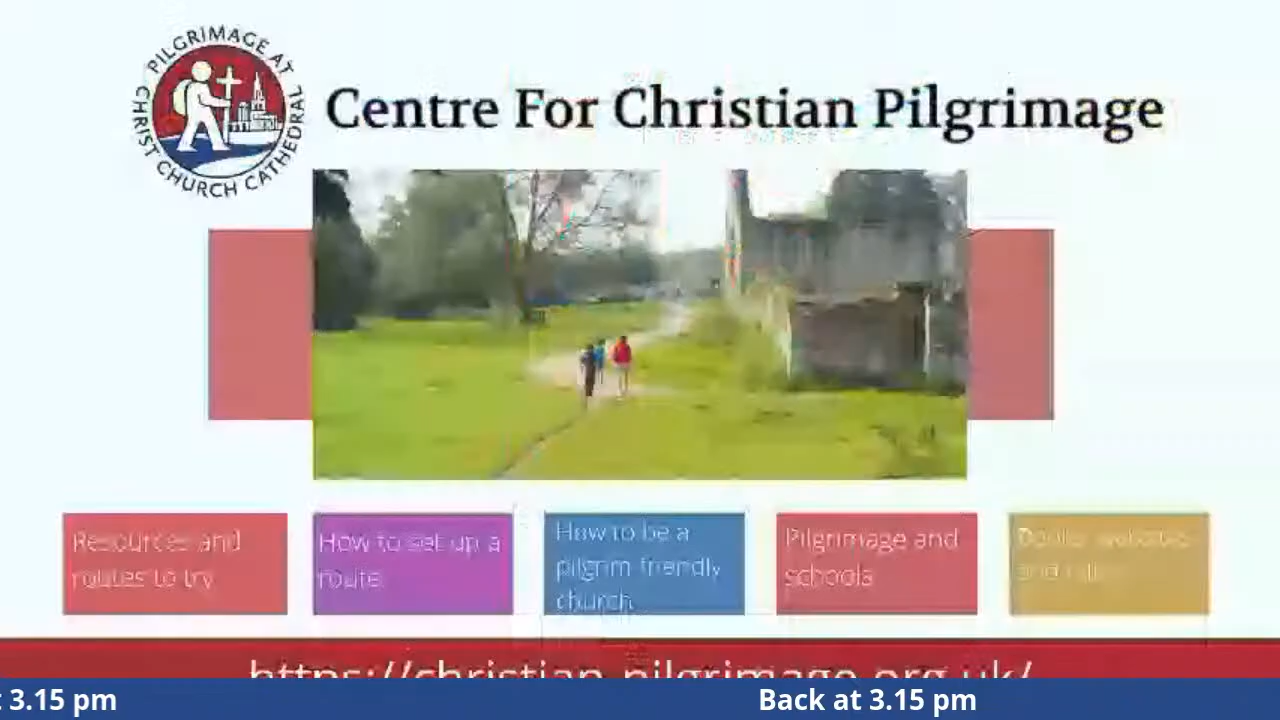 PILGRIMAGE AT
CHRIST CHURCH CATHEDRAL
Centre For Christian Pilgrimage
Resources and
routes to try
How to set up a
route
How to be a
pilgrim friendly
church
Pilgrimage and
schools
and
https://christian-pilgrimage.org.uk/
3.15 pm
Back at 3.15 pm